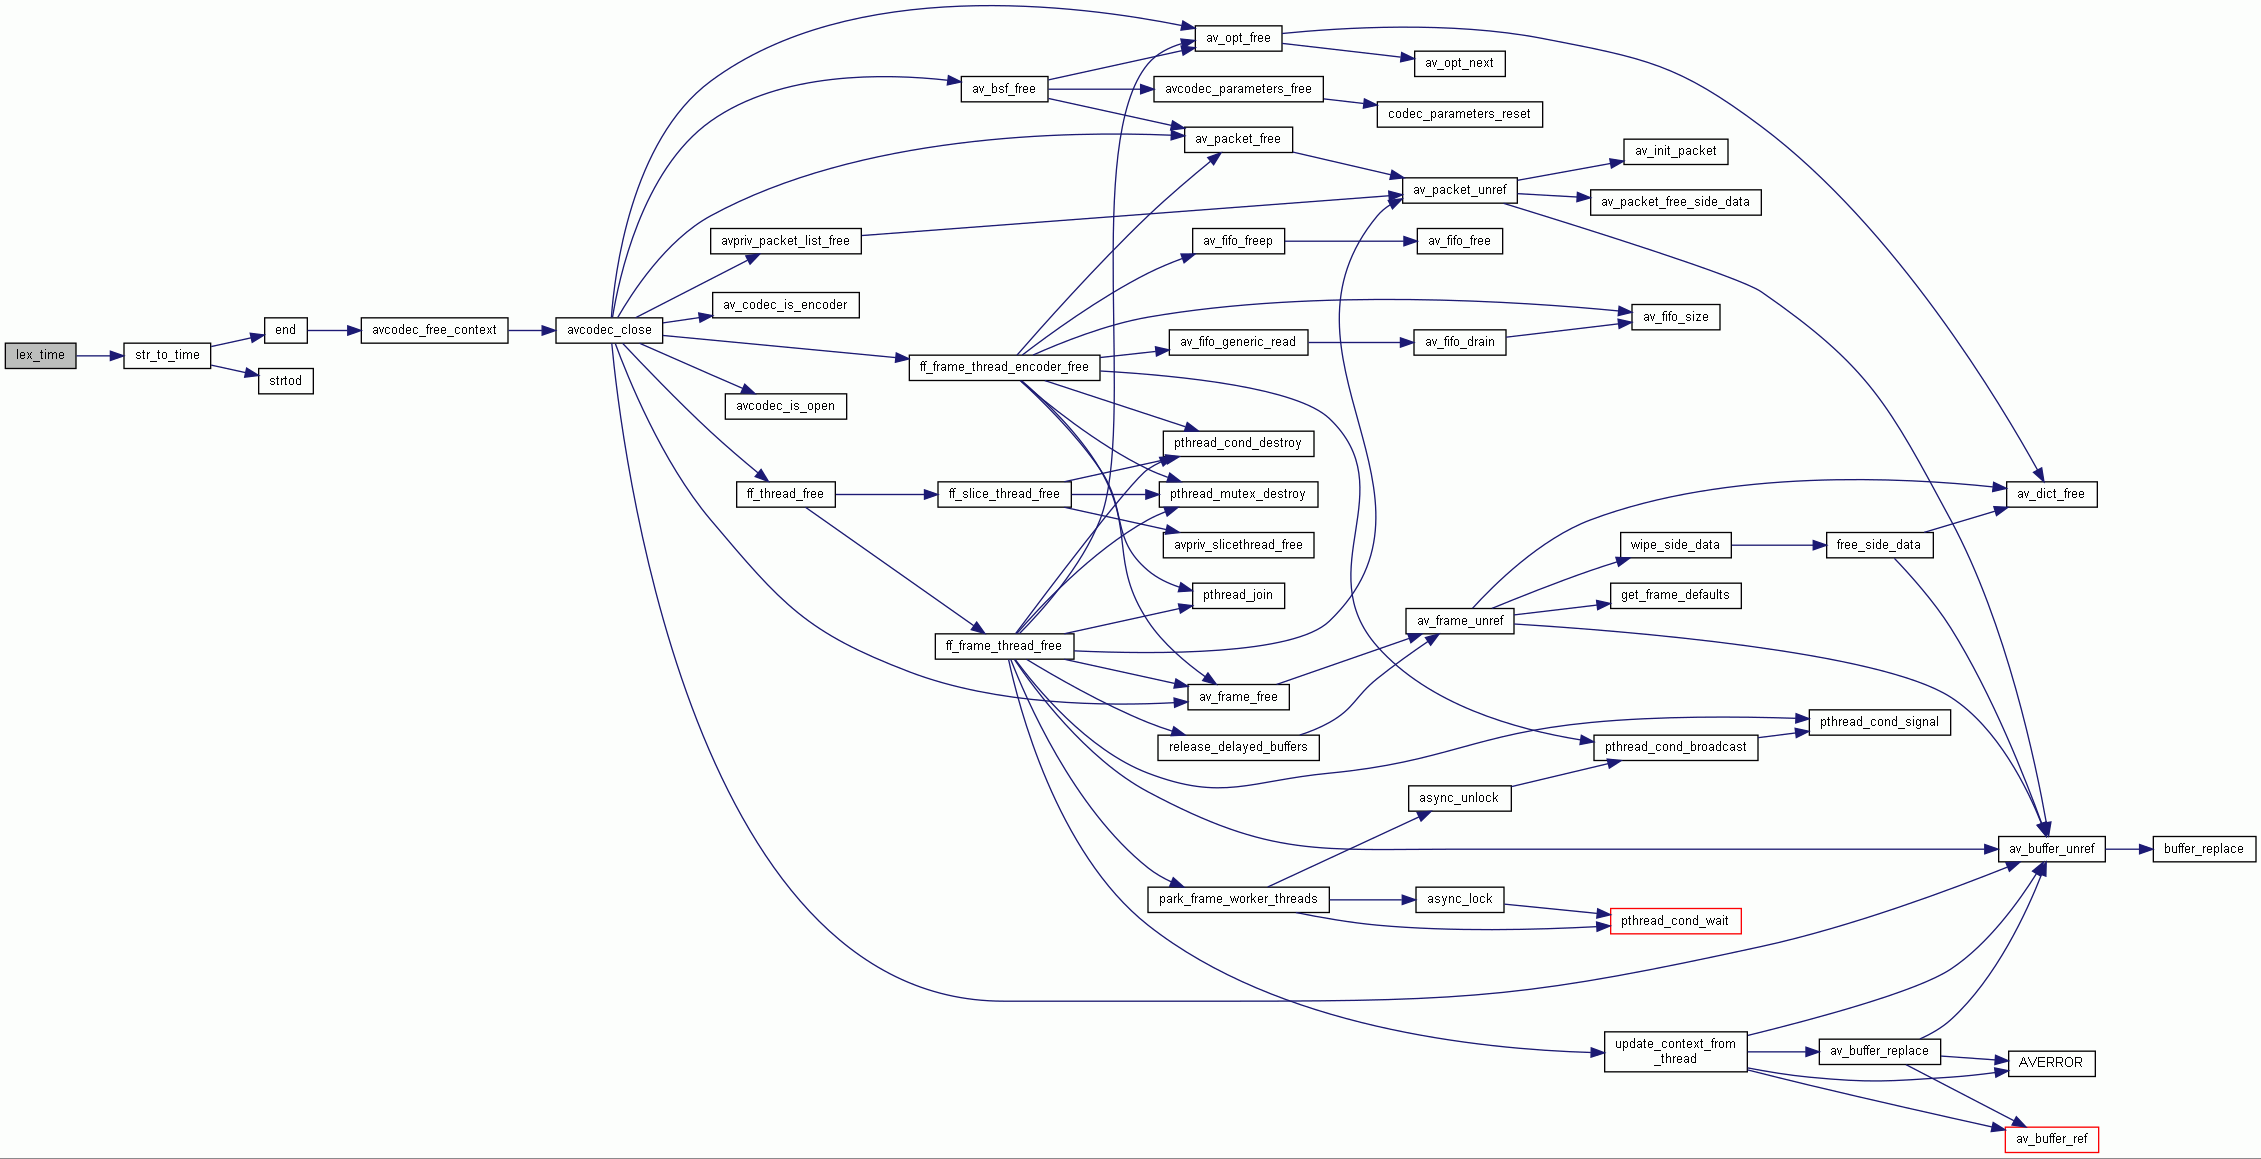 lex_time
str_to_time
end
strtod
avcodec_free_context
avcodec_close
avpriv_packet_list_free
av_codec_is_encoder
avcodec_is_open
ff_thread_free
av_bsf_free
ff_frame_thread_encoder_free
ff_slice_thread_free
ff_frame_thread_free
av_opt_free
avcodec_parameters_free
av_packet_free
av_fifo_freep
av_fifo_generic_read
pthread_cond_destroy
pthread_mutex_destroy
avpriv_slicethread_free
pthread_join
av_frame_free
release_delayed_buffers
park_frame_worker_threads
av_opt_next
codec_parameters_reset
av_packet_unref
av_fifo_free
av_fifo_drain
av_frame_unref
async_unlock
async_lock
av_init_packet
av_packet_free_side_data
av_fifo_size
wipe_side_data
get_frame_defaults
pthread_cond_broadcast
pthread_cond_wait
update_context_from
_thread
free_side_data
pthread_cond_signal
av_buffer_replace
av_dict_free
av_buffer_unref
AVERROR
av_buffer_ref
buffer_replace